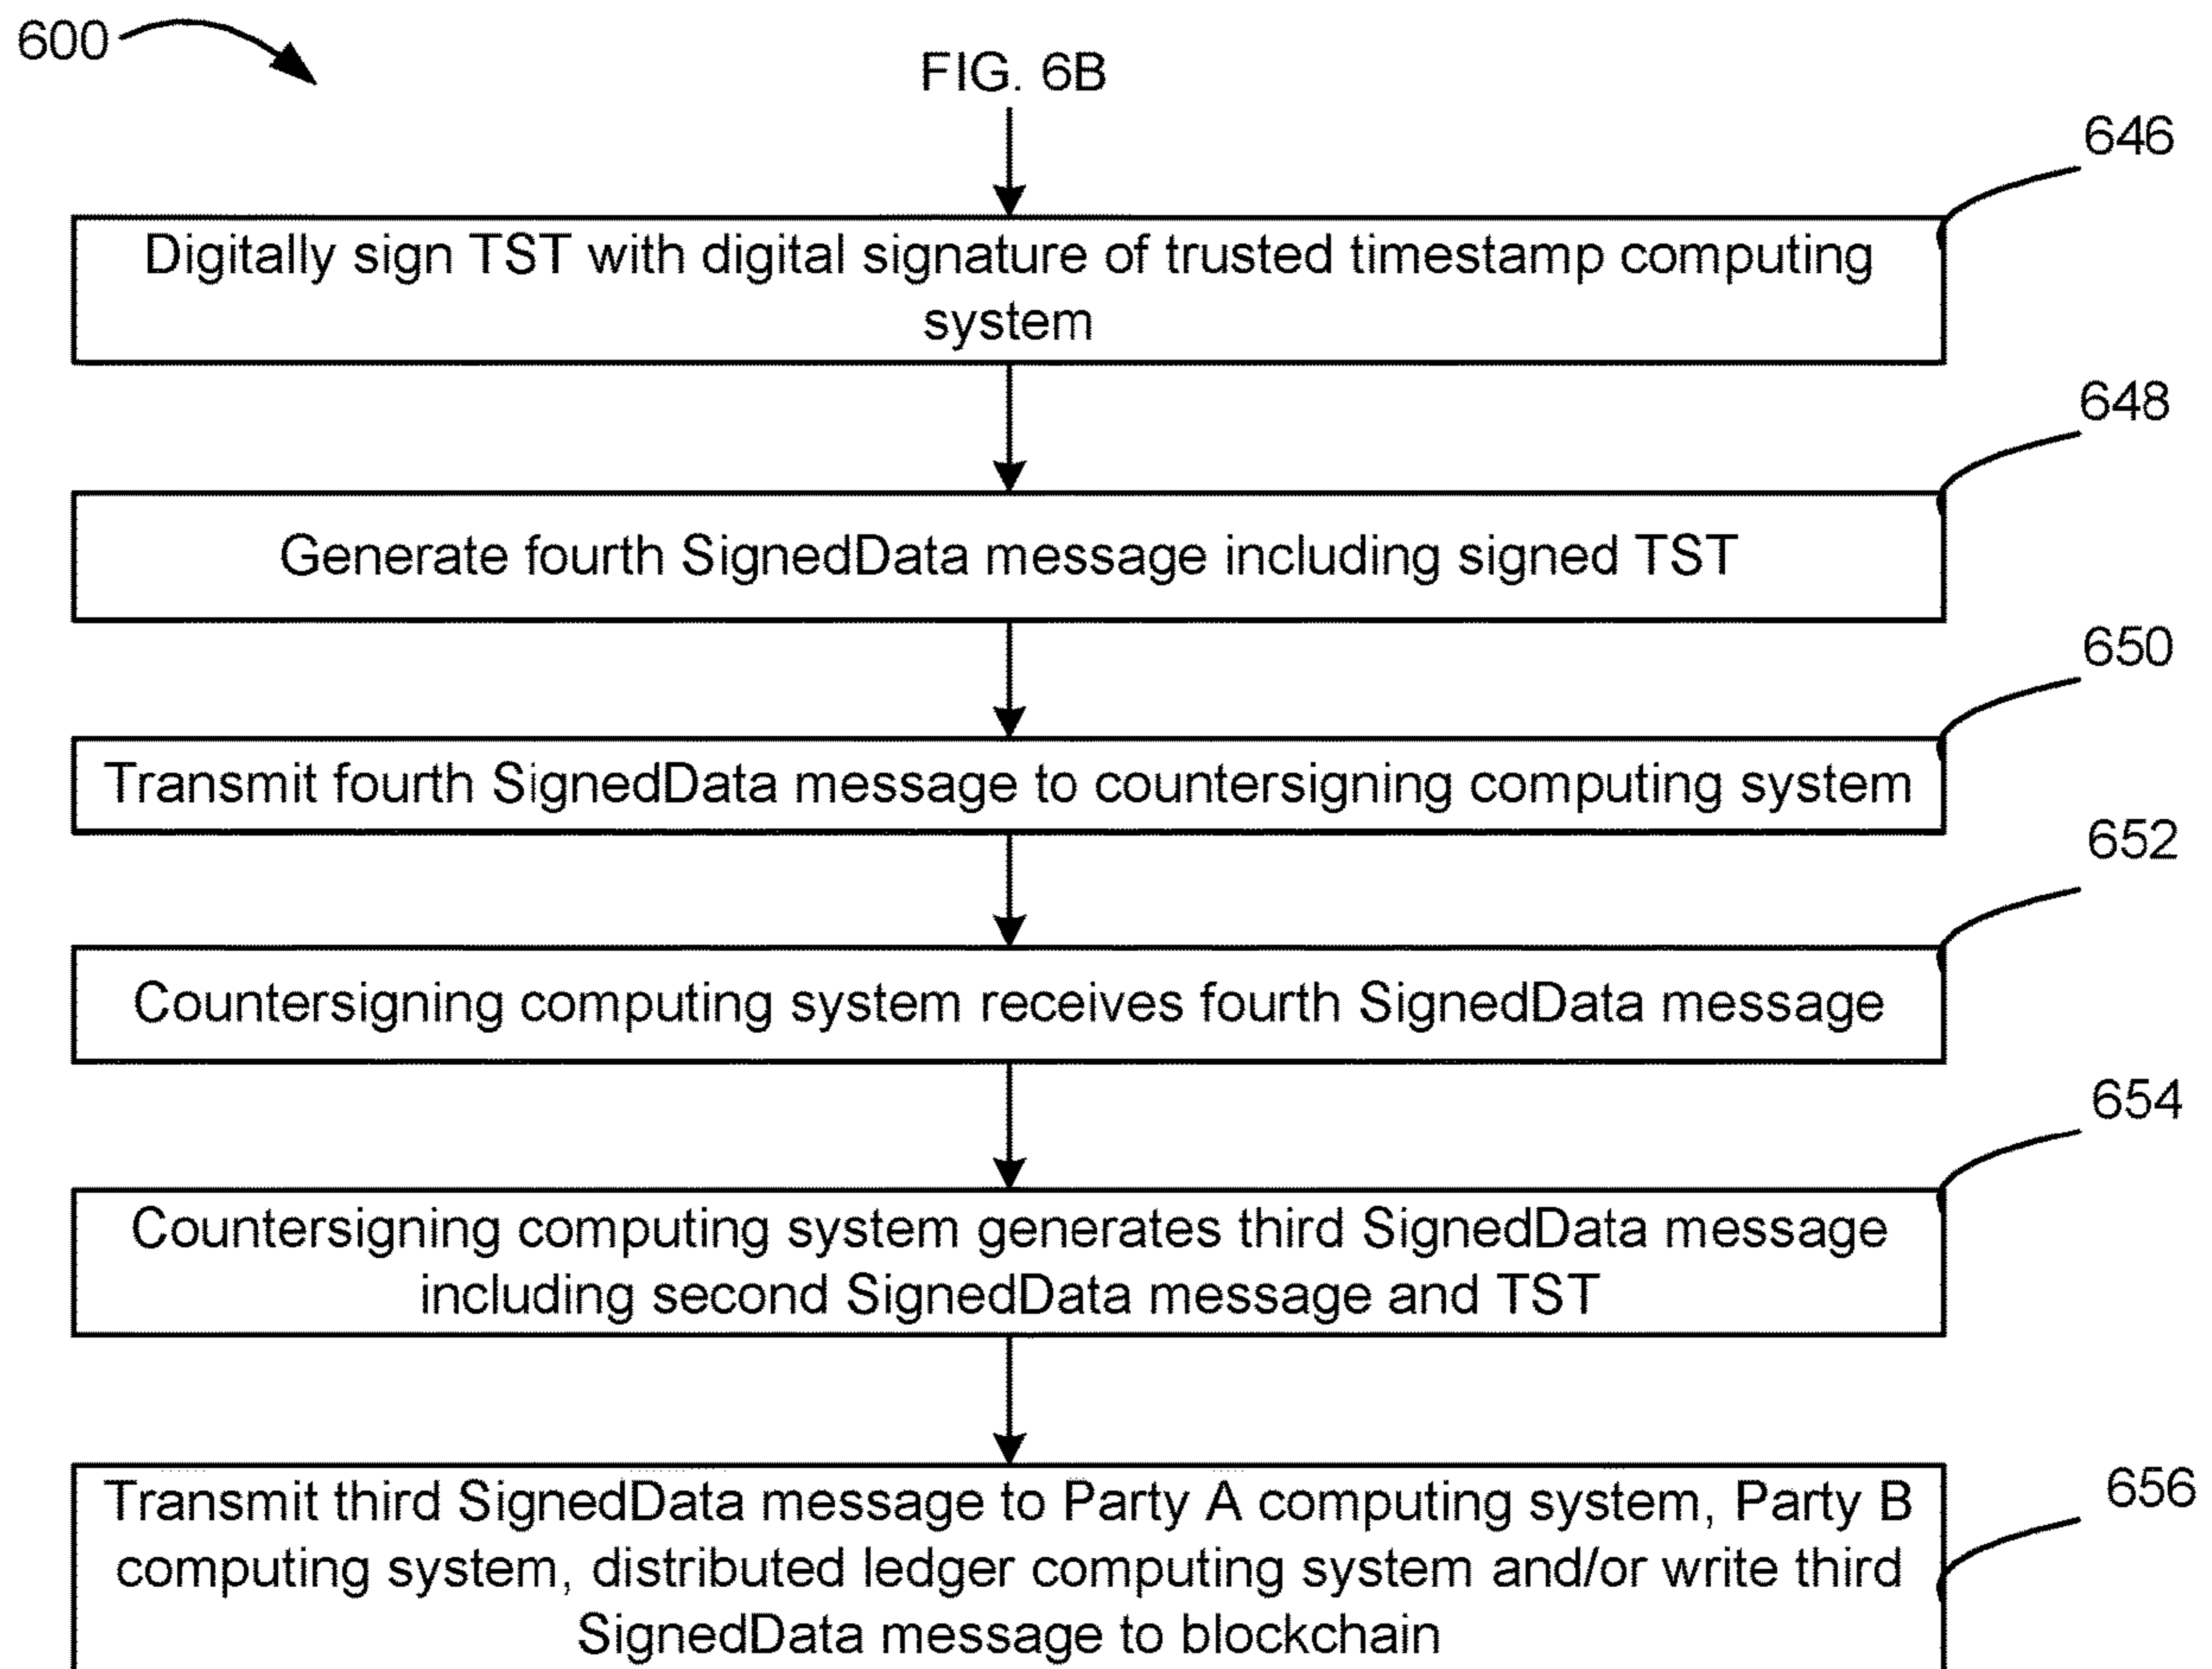 600
FIG. 6B
646
Digitally sign TST with digital signature of trusted timestamp computing
system
648
Generate fourth SignedData message including signed TST
650
Transmit fourth SignedData message to countersigning computing system
652
Countersigning computing system receives fourth SignedData message
654
Countersigning computing system generates third SignedData message
including second SignedData message and TST
656
Transmit third SignedData message to Party A computing system, Party B
computing system, distributed ledger computing system and/or write third
SignedData message to blockchain